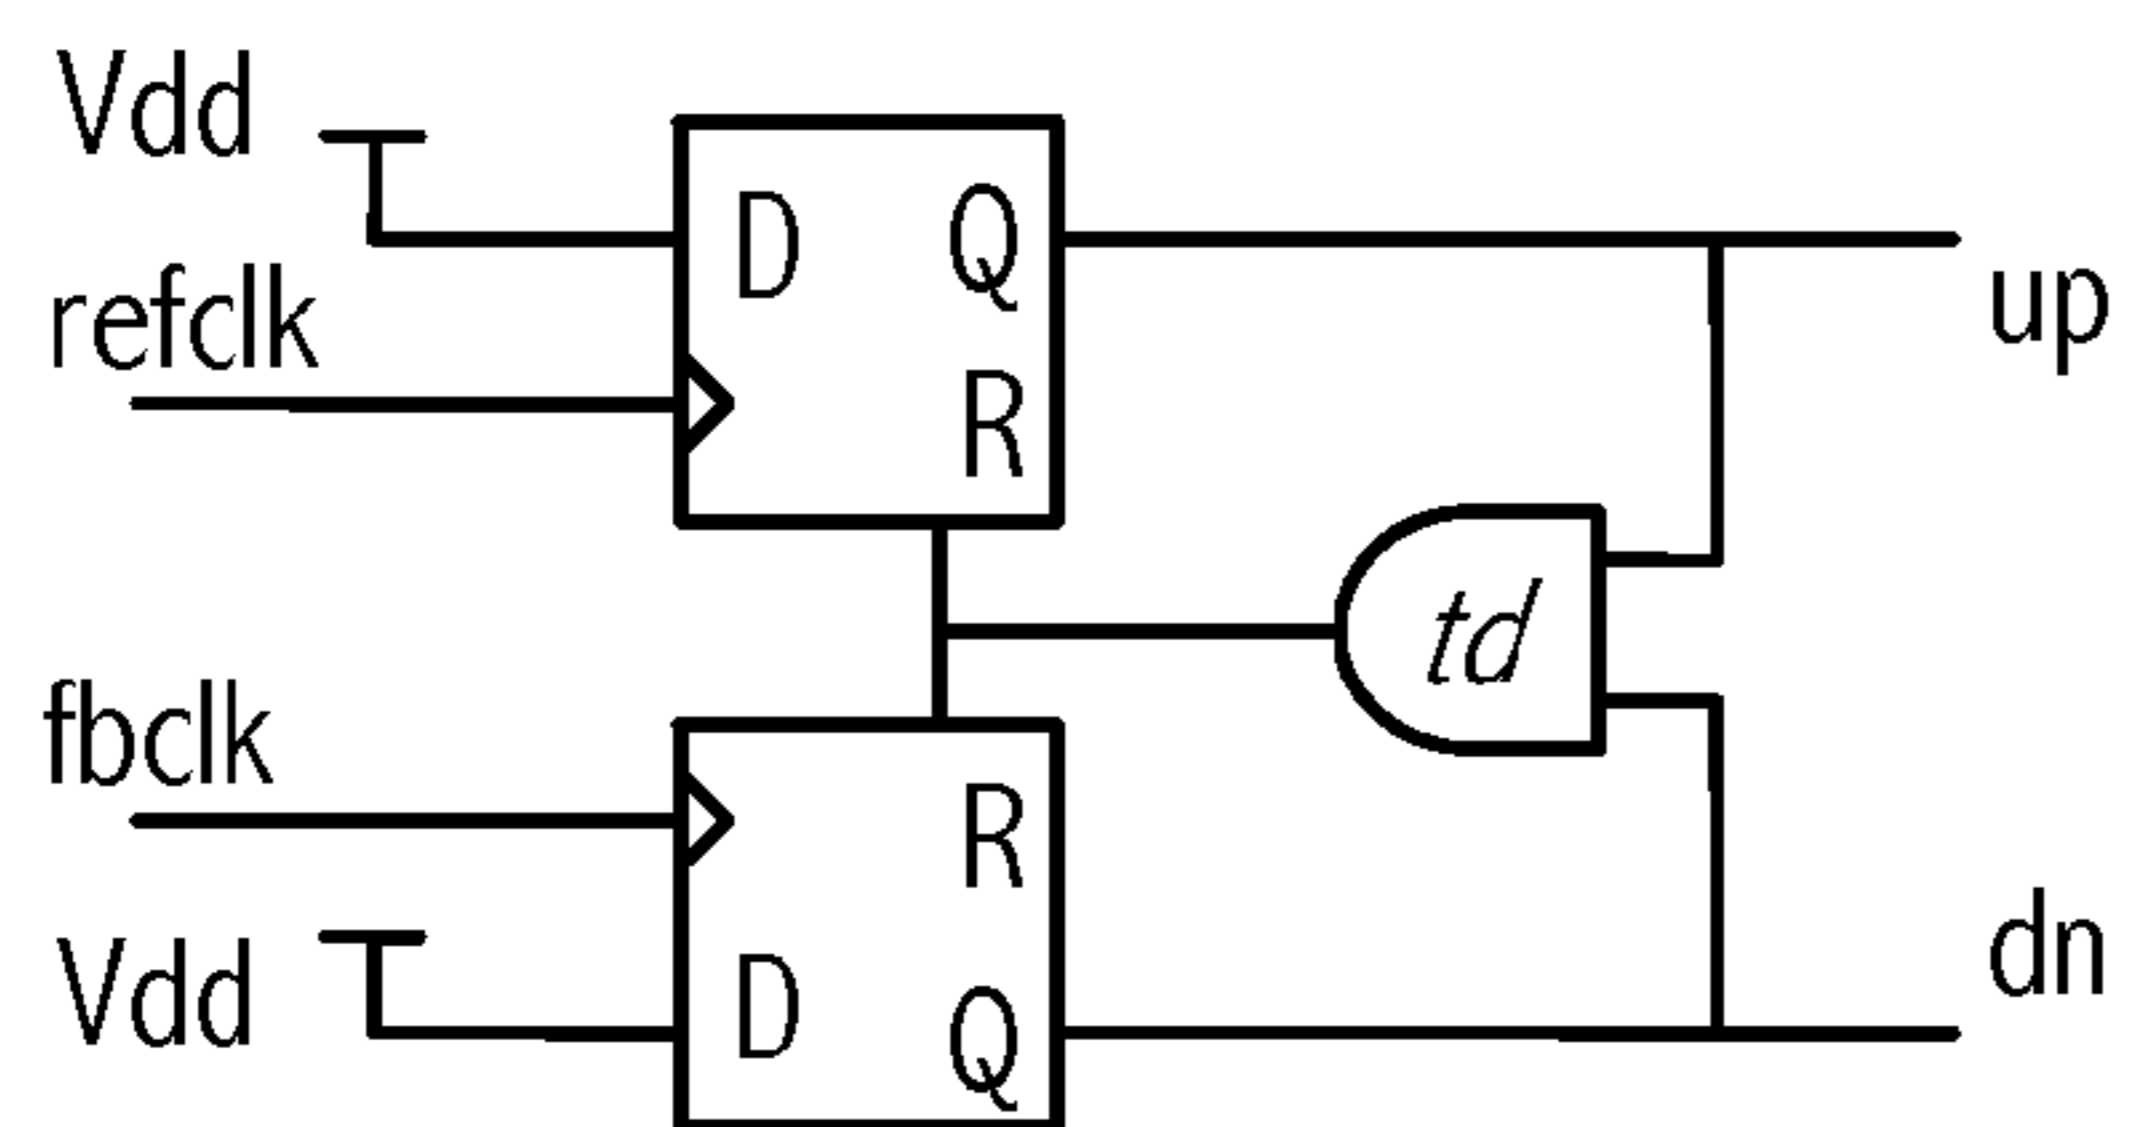 Vdd
D Q
refclk
up
R
td
fbclk
R
Vdd
D Q
dn